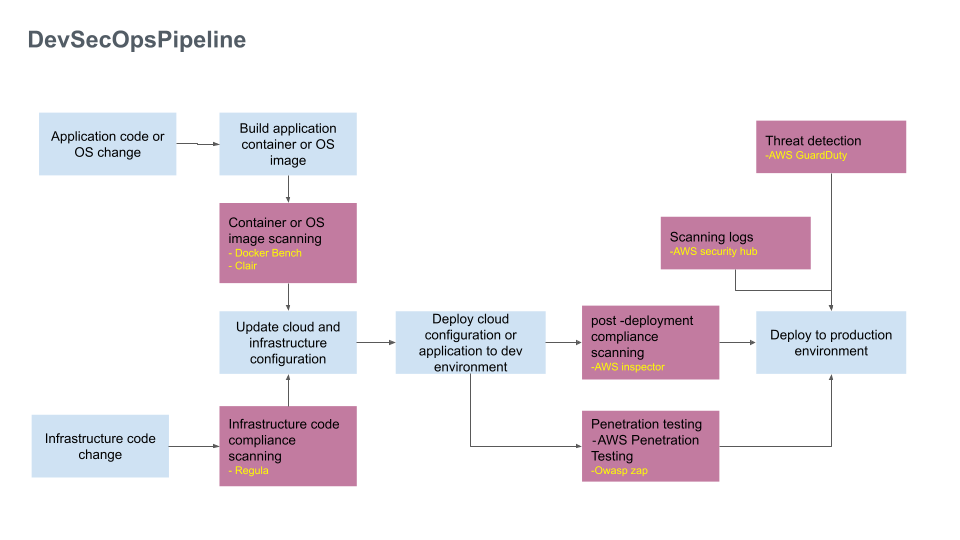 DevSecOpsPipeline
Application code or
OS change
Build application
container or OS
image
Threat detection
-AWS GuardDuty
Container or OS
image scanning
- Docker Bench
- Clair
Scanning logs
-AWS security hub
Update cloud and
infrastructure
configuration
Deploy cloud
configuration or
application to dev
environment
post -deployment
compliance
scanning
-AWS inspector
Deploy to production
environment
Infrastructure code
change
Infrastructure code
compliance
scanning
- Regula
Penetration testing
-AWS Penetration
Testing
-Owasp zap